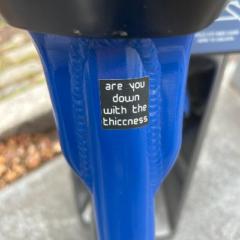 are you
down
with the
thiccness